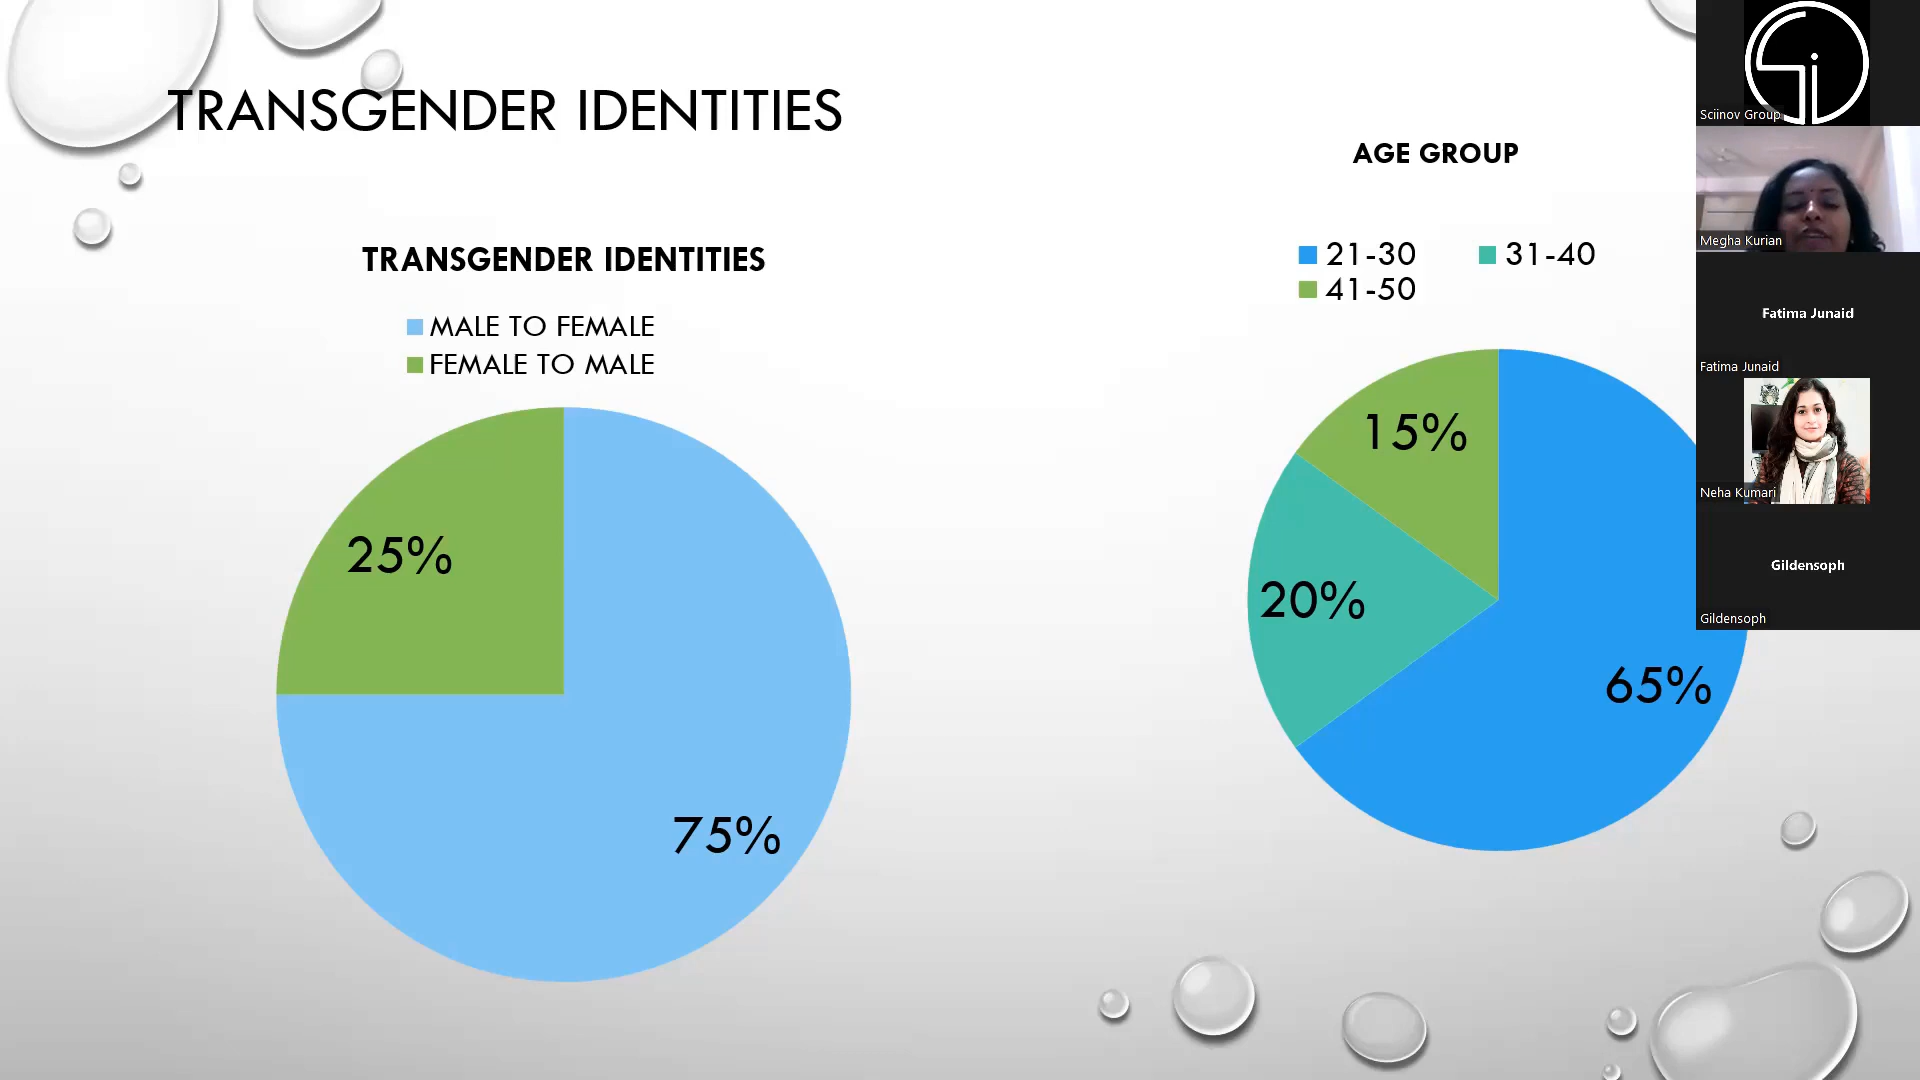 TRANSGENDER IDENTITIES
TRANSGENDER IDENTITIES
MALE TO FEMALE
FEMALE TO MALE
25%
75%
AGE GROUP
21-30 31-40
41-50
15%
20%
65%
Sciinov Group
Megha Kurian
Fatima Junaid
Fatima Junaid
Neha Kumari
Gildensoph
Gildensoph